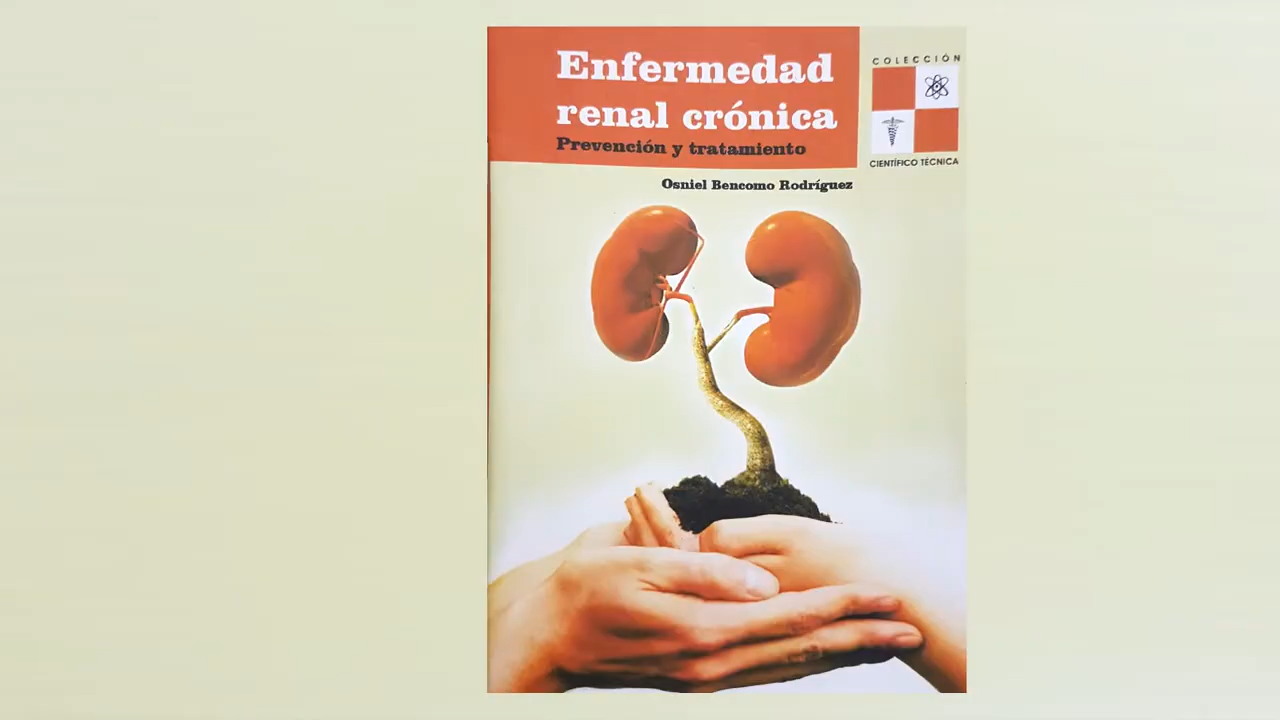 Enfermedad
renal crónica
Prevención y tratamiento
Osniel Bencomo Rodríguez
COLECCIÓN
CIENTÍFICO TÉCNICA